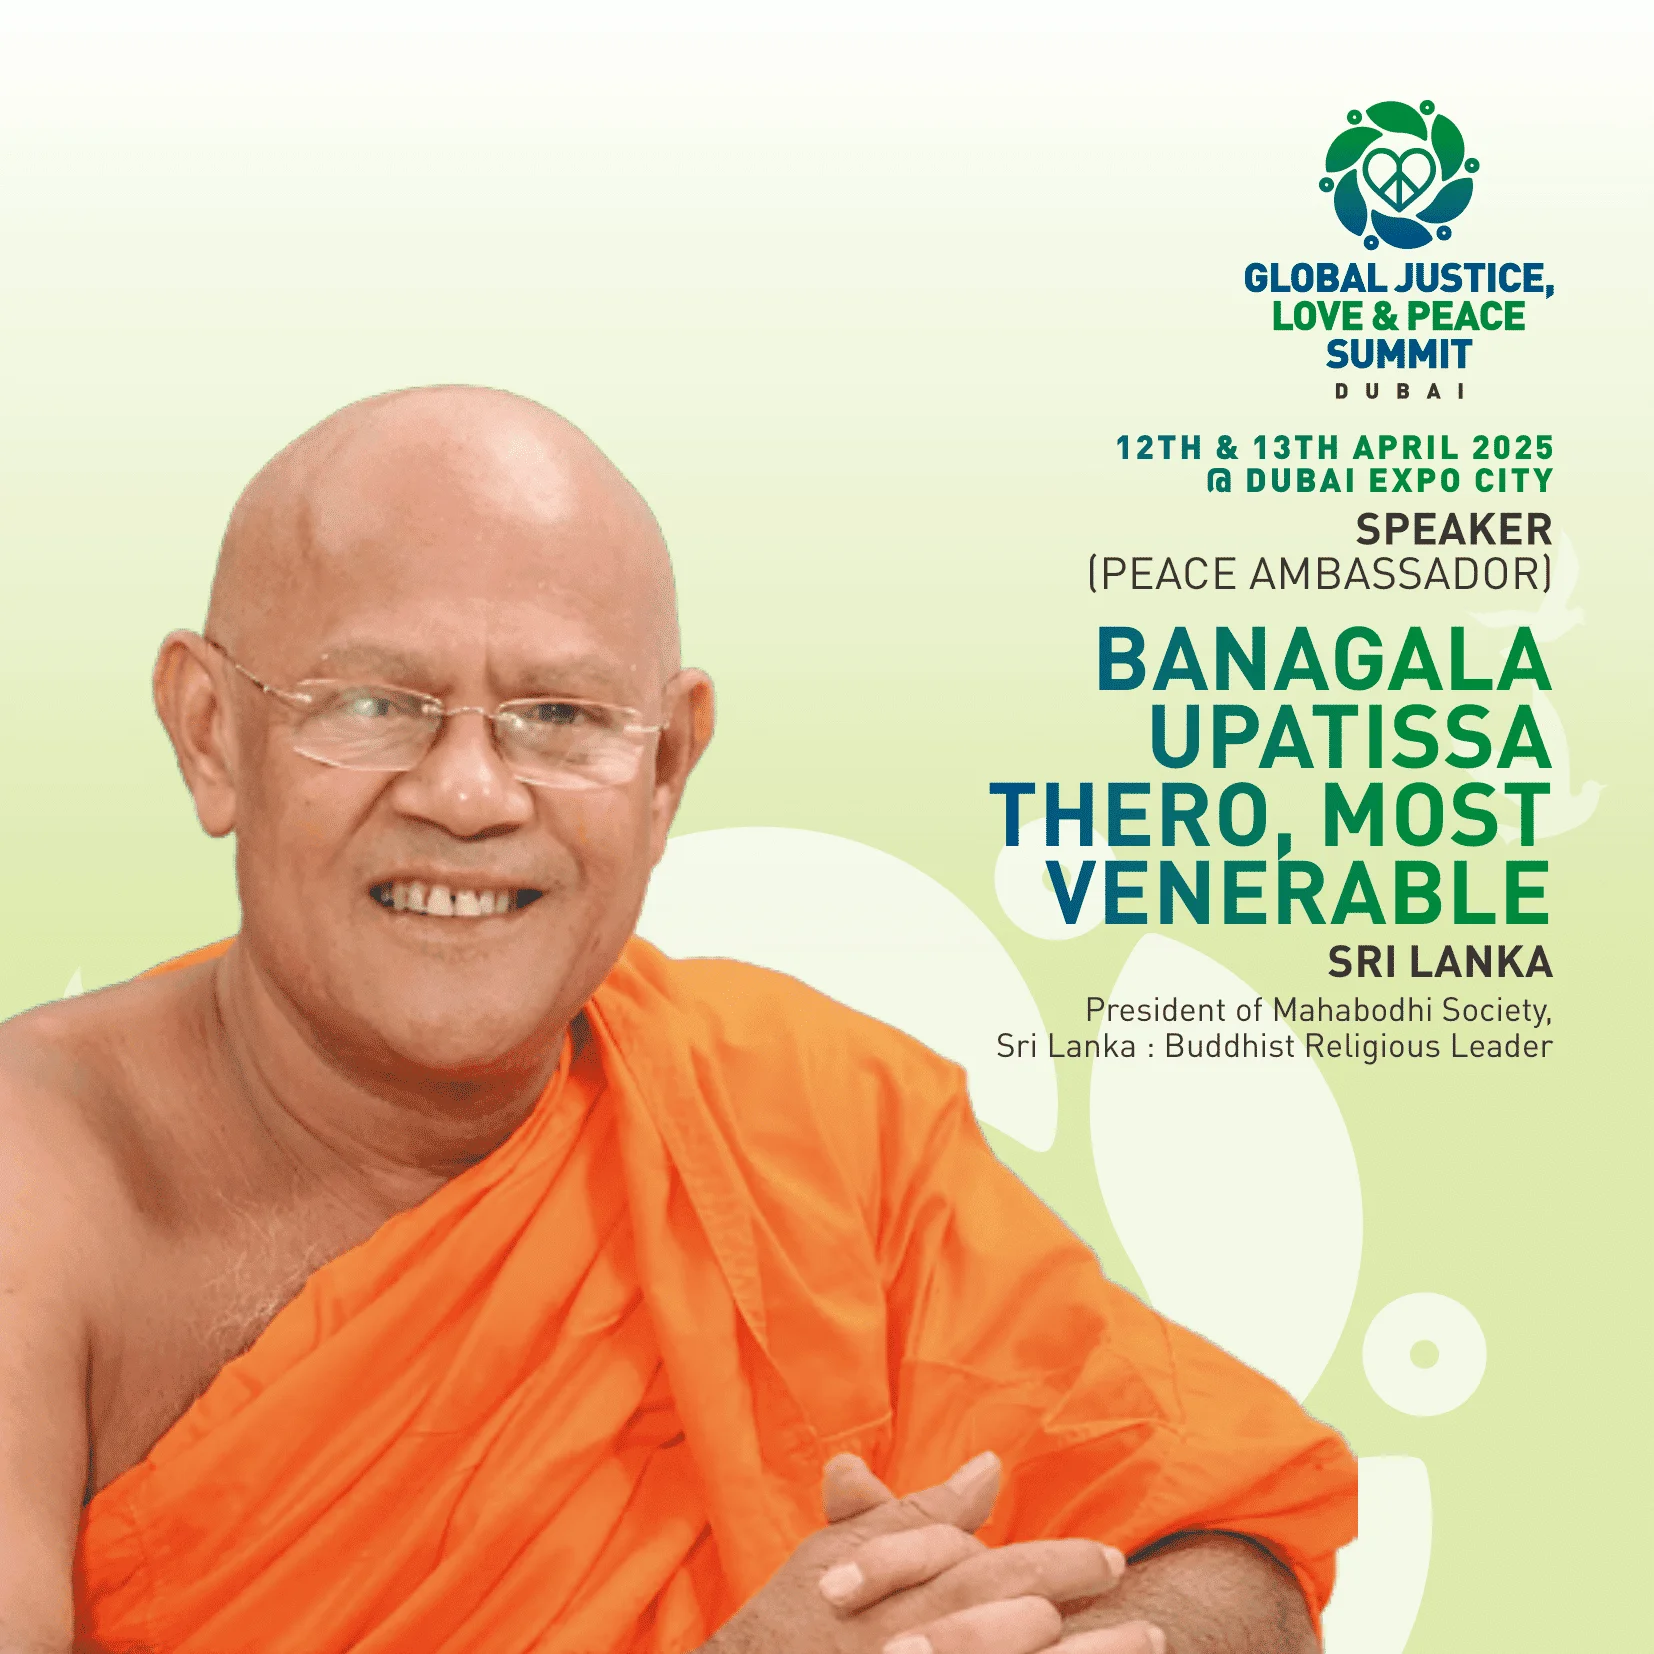 GLOBAL JUSTICE,
LOVE & PEACE
SUMMIT
DUBAI
12TH & 13TH APRIL 2025
@ DUBAI EXPO CITY
SPEAKER
(PEACE AMBASSADOR)
BANAGALA
UPATISSA
THERO, MOST
VENERABLE
SRI LANKA
President of Mahabodhi Society,
Sri Lanka : Buddhist Religious Leader